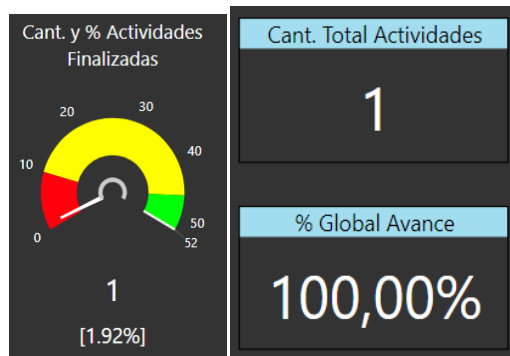 Cant. y % Actividades
Finalizadas
20
30
10
40
0
50
52
1
[1.92%]
Cant. Total Actividades
1
% Global Avance
100,00%